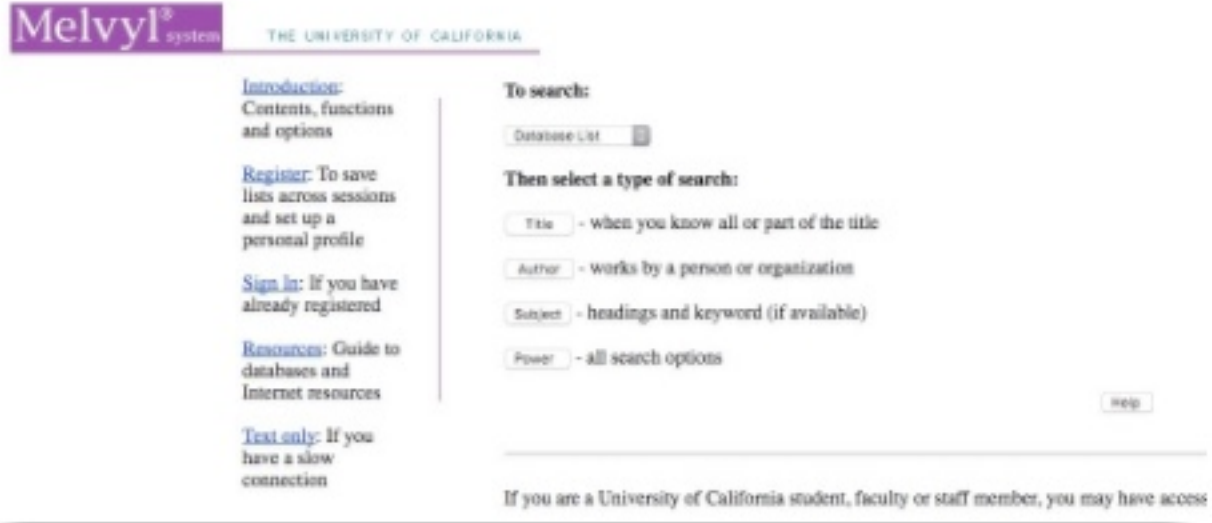 Melvyl® system
THE UNIVERSITY OF CALIFORNIA
Introduction:
Contents, functions
and options
Register: To save
lists across sessions
and set up a
personal profile
Sign In: If you have
already registered
Resources: Guide to
databases and
Internet resources
Text only: If you
have a slow
connection
To search:
Database List
Then select a type of search:
Title - when you know all or part of the title
Author - works by a person or organization
Subject - headings and keyword (if available)
Power - all search options
Help
If you are a University of California student, faculty or staff member, you may have access